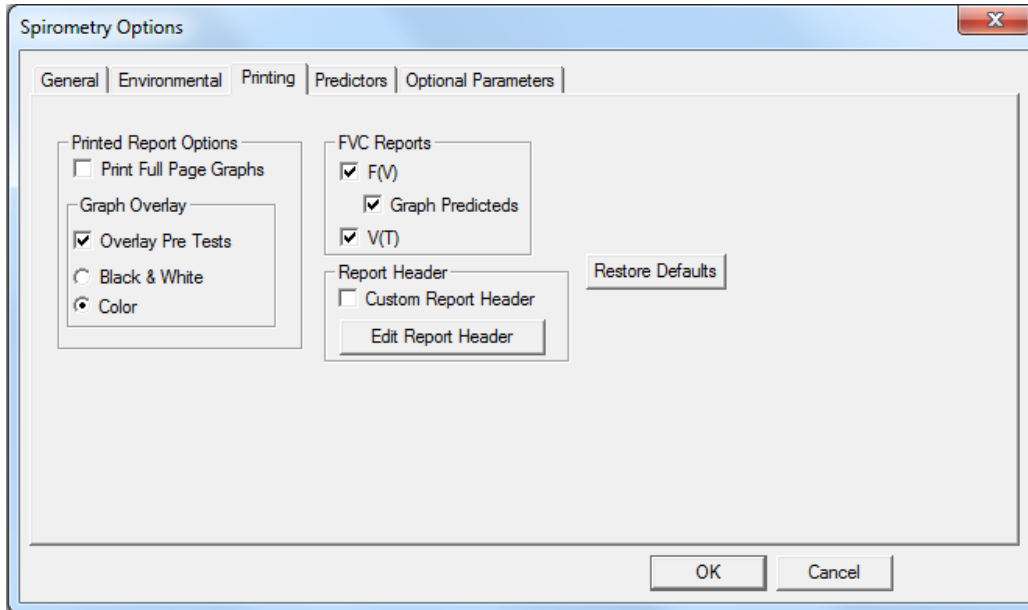 Spirometry Options
General
Environmental
Printing
Predictors
Optional Parameters
Printed Report Options
Print Full Page Graphs
Graph Overlay
Overlay Pre Tests
Black & White
Color
FVC Reports
F(V)
Graph Predicteds
V(T)
Report Header
Custom Report Header
Edit Report Header
Restore Defaults
OK
Cancel